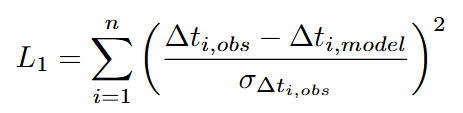 L_1 = \sum_{i=1}^{n} \left( \frac{\Delta t_{i,obs} - \Delta t_{i,model}}{\sigma_{\Delta t_{i,obs}}} \right)^2